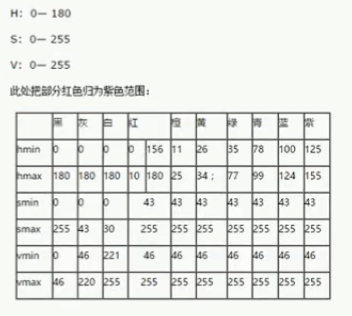 H：0— 180
S：0— 255
V：0— 255
此处把部分红色归为紫色范围：
黑 灰 白 红 橙 黄 绿 青 蓝 紫
hmin 0 0 0 0 156 11 26 35 78 100 125
hmax 180 180 180 10 180 25 34； 77 99 124 155
smin 0 0 0 43 43 43 43 43 43 43
smax 255 43 30 255 255 255 255 255 255 255
vmin 0 46 221 46 46 46 46 46 46 46
vmax 46 220 255 255 255 255 255 255 255 255